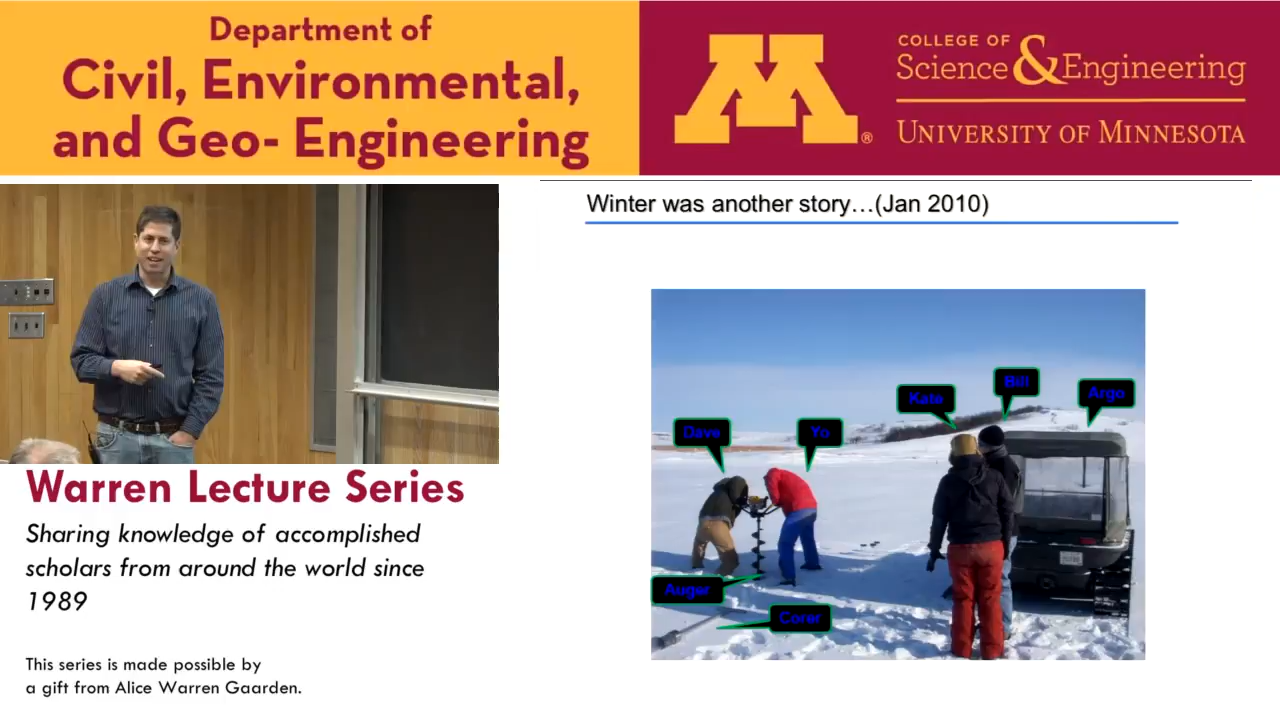 Department of
Civil, Environmental,
and Geo- Engineering
M®
COLLEGE OF
Science & Engineering
UNIVERSITY OF MINNESOTA
Winter was another story…(Jan 2010)
Dave
Yo
Kate
Bill
Argo
Auger
Corer
Warren Lecture Series
Sharing knowledge of accomplished
scholars from around the world since
1989
This series is made possible by
a gift from Alice Warren Gaarden.